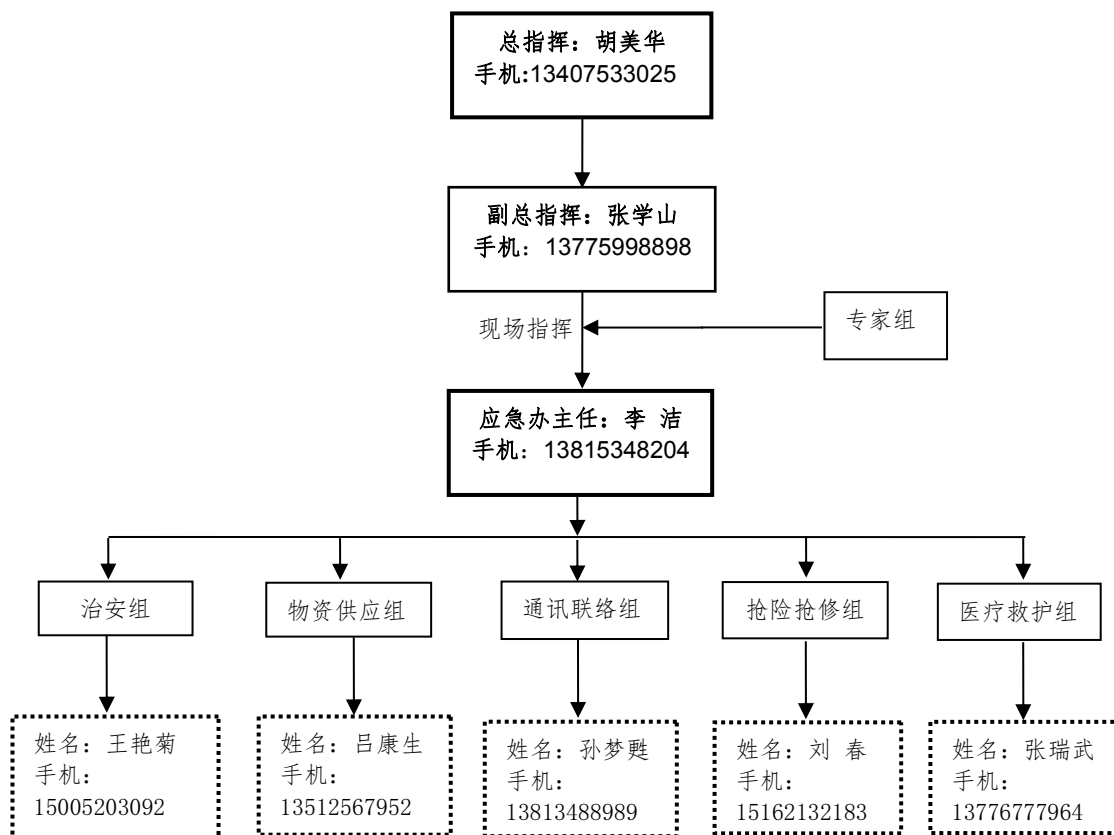 总指挥：胡美华
手机:13407533025
副总指挥：张学山
手机：13775998898
现场指挥
专家组
应急办主任：李 洁
手机：13815348204
治安组
物资供应组
通讯联络组
抢险抢修组
医疗救护组
姓名：王艳菊
手机：
15005203092
姓名：吕康生
手机：
13512567952
姓名：孙梦甦
手机：
13813488989
姓名：刘 春
手机：
15162132183
姓名：张瑞武
手机：
13776777964